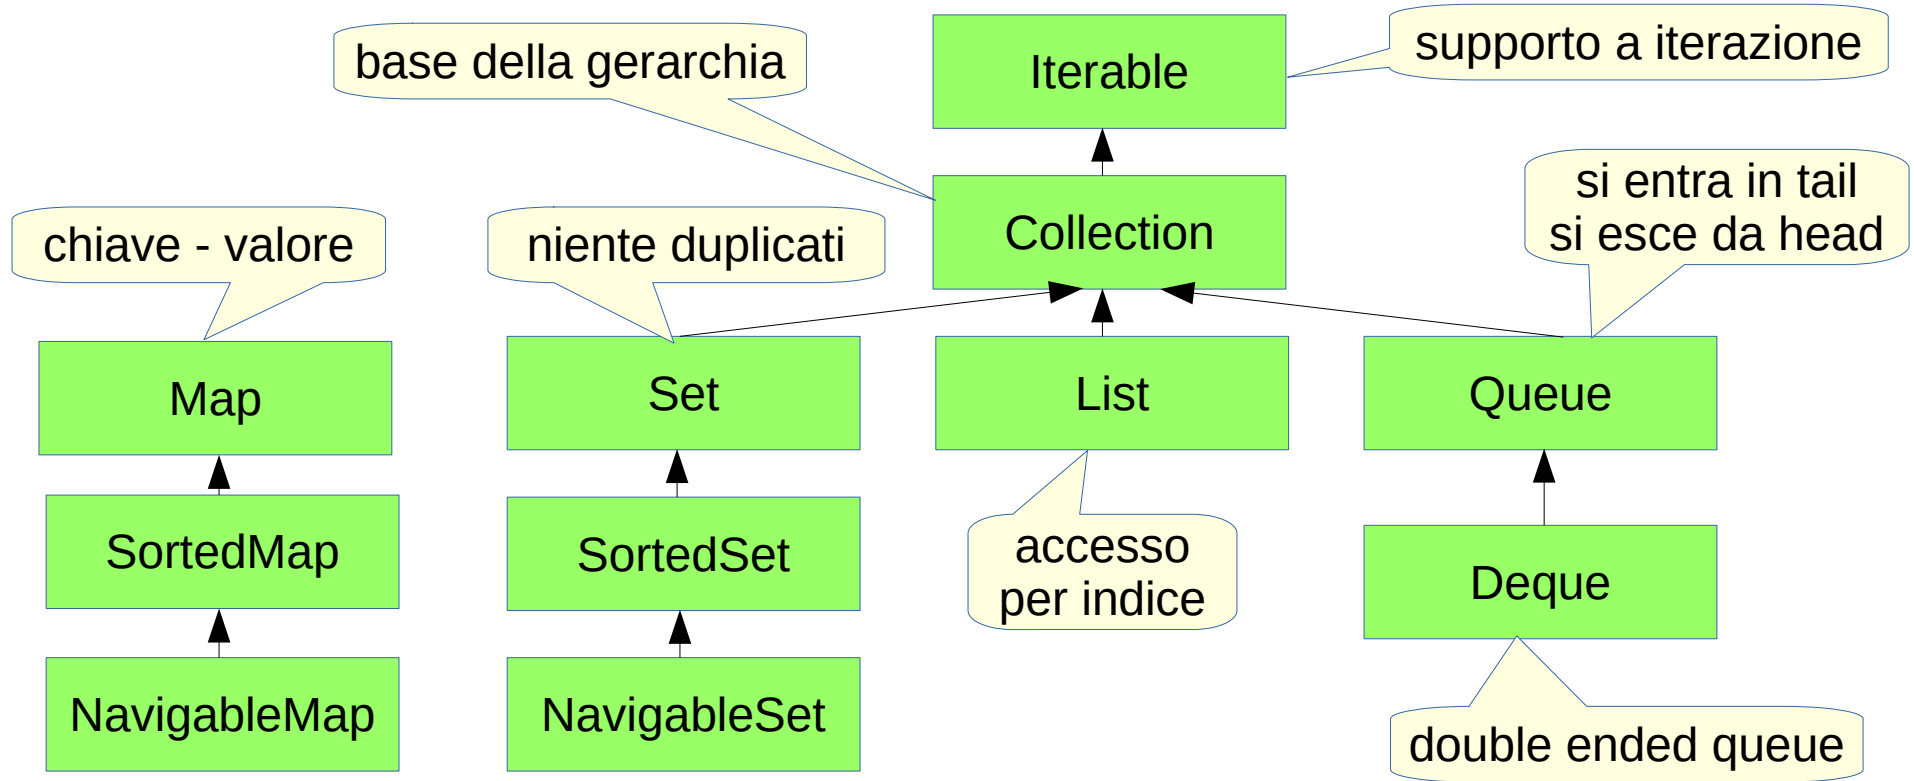 base della gerarchia
Iterable
supporto a iterazione
chiave - valore
niente duplicati
Collection
si entra in tail
si esce da head
Map
Set
List
Queue
SortedMap
SortedSet
accesso
per indice
Deque
NavigableMap
NavigableSet
double ended queue